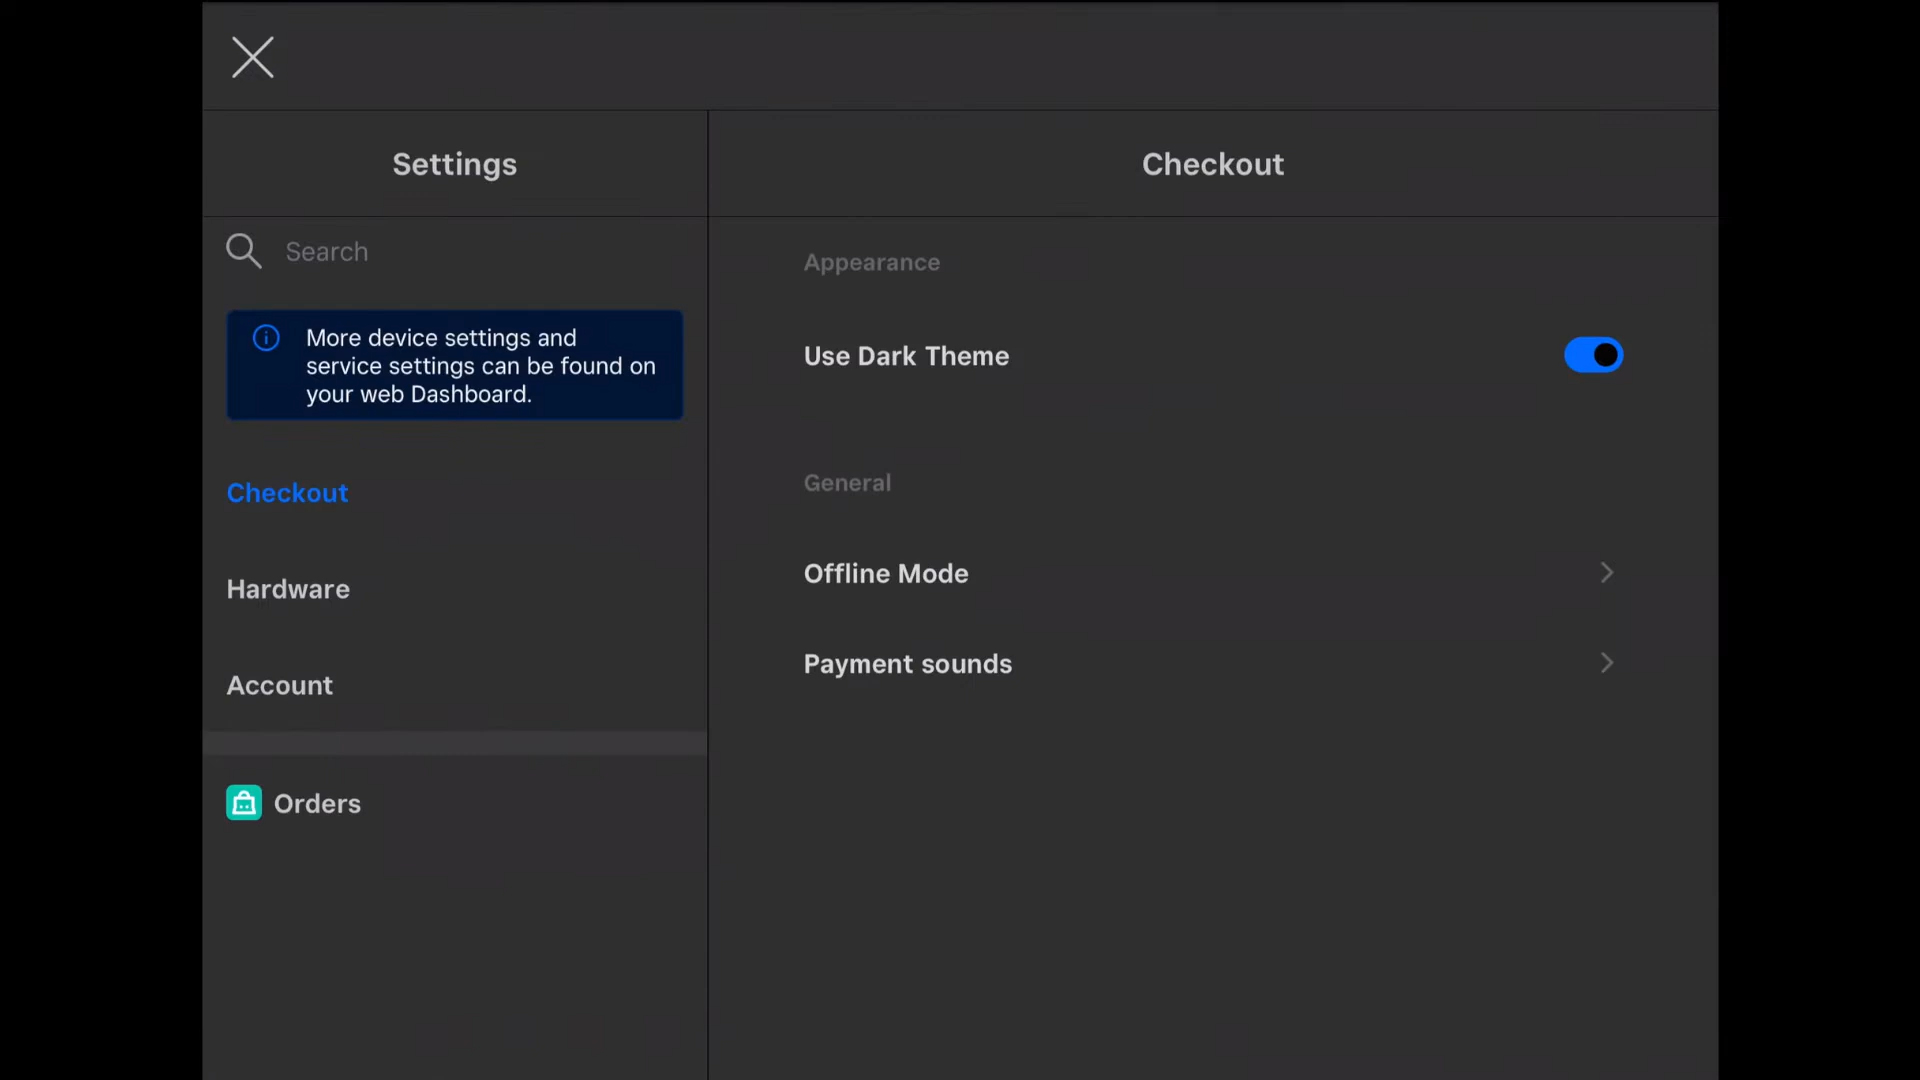 Settings
Search
More device settings and
service settings can be found on
your web Dashboard.
Checkout
Hardware
Account
Orders
Checkout
Appearance
Use Dark Theme
General
Offline Mode
Payment sounds